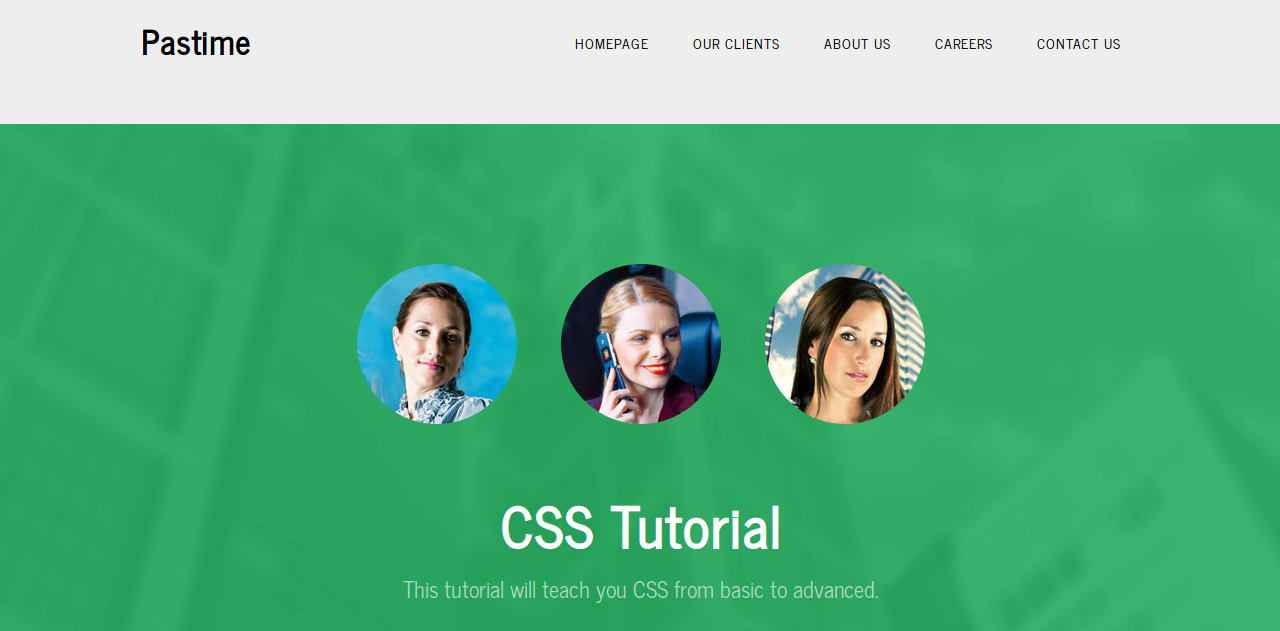 Pastime
HOMEPAGE OUR CLIENTS ABOUT US CAREERS CONTACT US
CSS Tutorial
This tutorial will teach you CSS from basic to advanced.